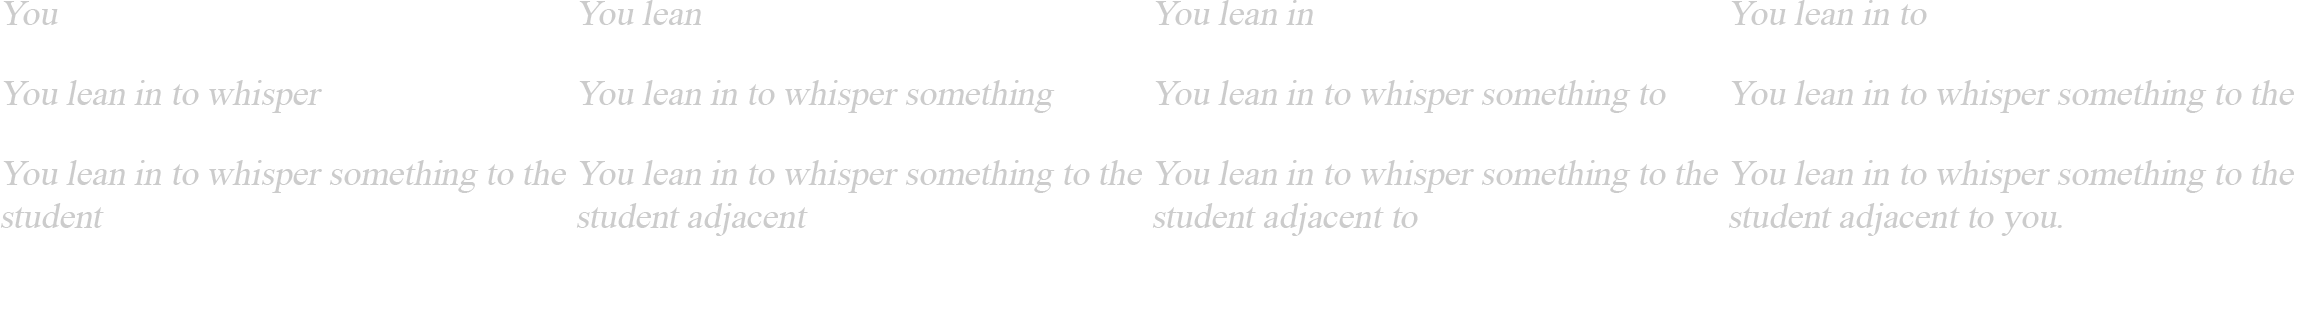 You
You lean
You lean in
You lean in to
You lean in to whisper
You lean in to whisper something
You lean in to whisper something to
You lean in to whisper something to the
You lean in to whisper something to the
student
You lean in to whisper something to the
student adjacent
You lean in to whisper something to the
student adjacent to
You lean in to whisper something to the
student adjacent to you.